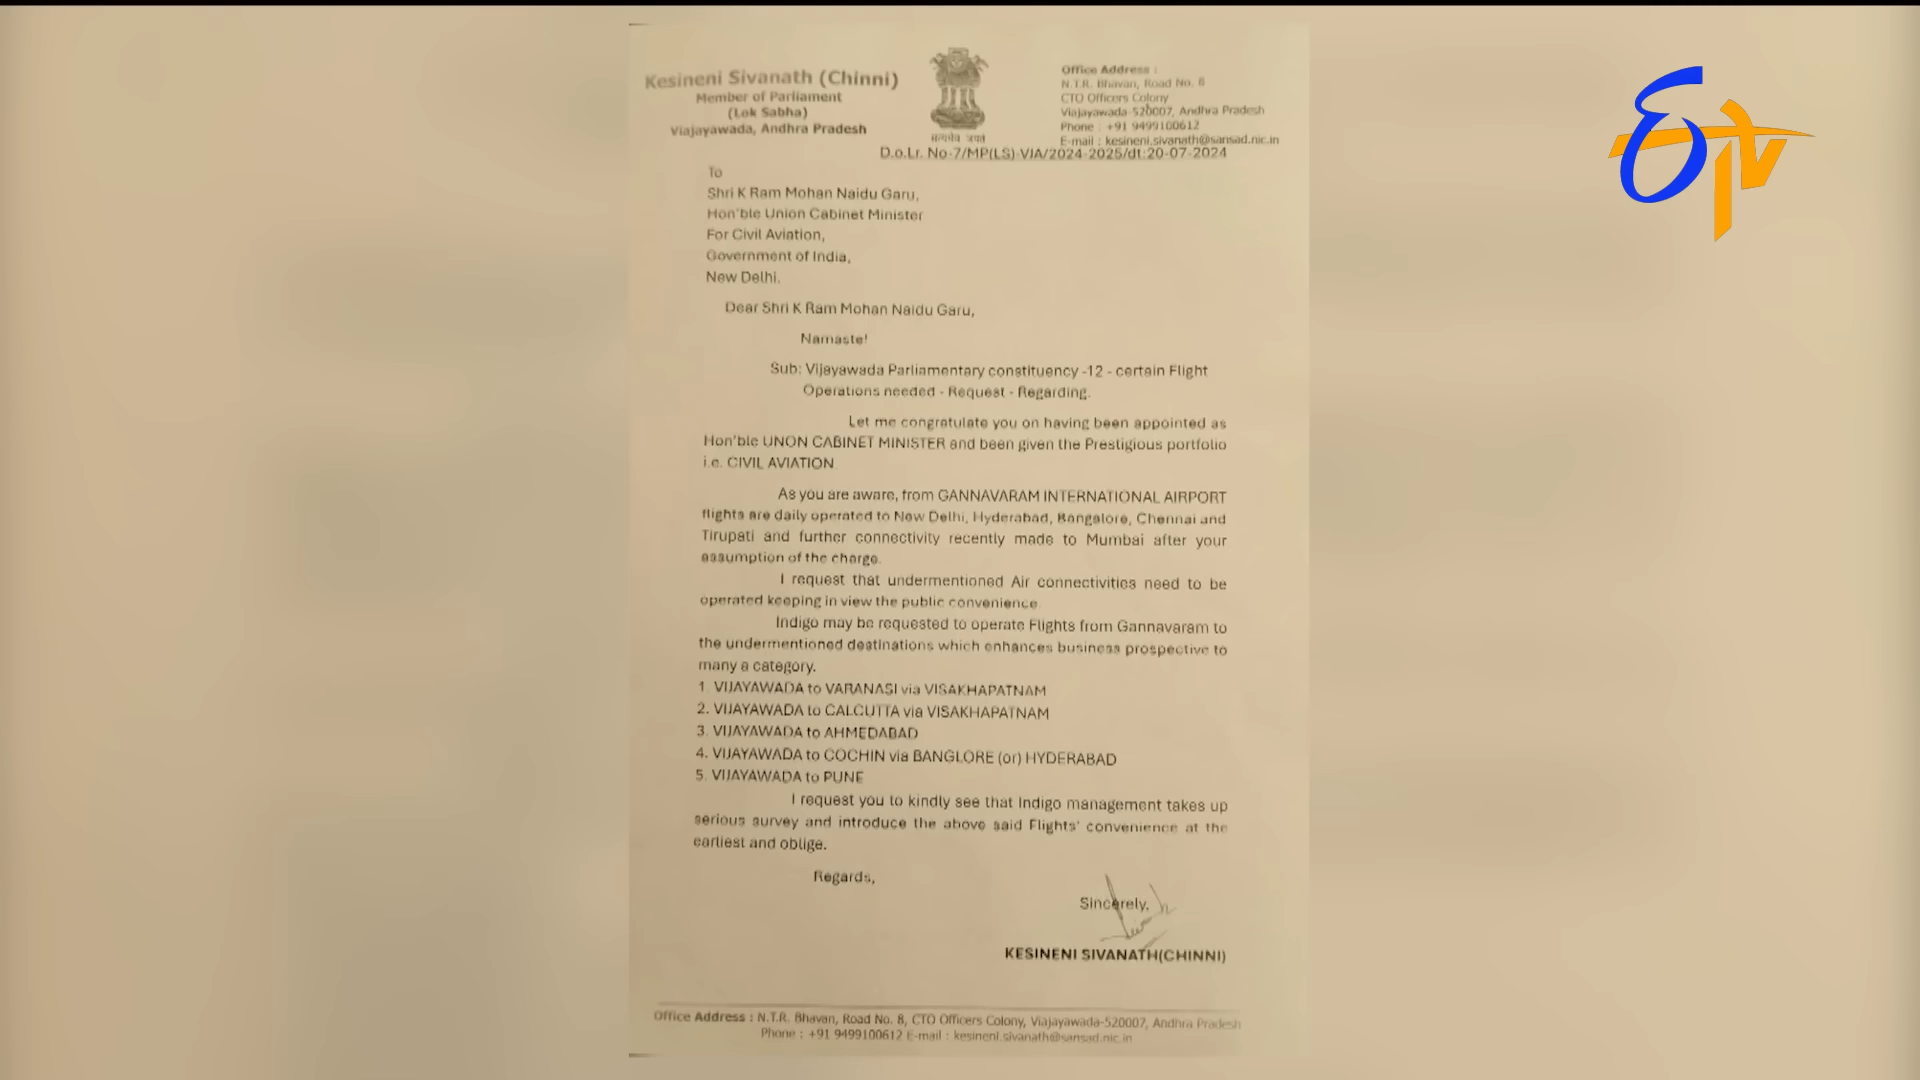 Kesineni Sivanath (Chinni)
Member of Parliament
(Lok Sabha)
Viajayawada, Andhra Pradesh
सत्यमेव जयते
Office Address :
N.T.R. Bhavan, Road No. 8
CTO Officers Colony
Viajayawada-520007, Andhra Pradesh
Phone : +91 9499100612
E-mail : kesineni.sivanath@sansad.nic.in
D.o.Lr. No-7/MP(LS)-VJA/2024-2025/dt:20-07-2024
ETV
To
Shri K Ram Mohan Naidu Garu,
Hon'ble Union Cabinet Minister
For Civil Aviation,
Government of India,
New Delhi.
Dear Shri K Ram Mohan Naidu Garu,
Namaste!
Sub: Vijayawada Parliamentary constituency -12 - certain Flight
Operations needed - Request - Regarding.
Let me congratulate you on having been appointed as
Hon'ble UNON CABINET MINISTER and been given the Prestigious portfolio
i.e. CIVIL AVIATION.
As you are aware, from GANNAVARAM INTERNATIONAL AIRPORT
flights are daily operated to New Delhi, Hyderabad, Bangalore, Chennai and
Tirupati and further connectivity recently made to Mumbai after your
assumption of the charge.
I request that undermentioned Air connectivities need to be
operated keeping in view the public convenience.
Indigo may be requested to operate Flights from Gannavaram to
the undermentioned destinations which enhances business prospective to
many a category.
1. VIJAYAWADA to VARANASI via VISAKHAPATNAM
2. VIJAYAWADA to CALCUTTA via VISAKHAPATNAM
3. VIJAYAWADA to AHMEDABAD
4. VIJAYAWADA to COCHIN via BANGLORE (or) HYDERABAD
5. VIJAYAWADA to PUNE
I request you to kindly see that Indigo management takes up
serious survey and introduce the above said Flights' convenience at the
earliest and oblige.
Regards,
Sincerely,
KESINENI SIVANATH(CHINNI)
Office Address : N.T.R. Bhavan, Road No. 8, CTO Officers Colony, Viajayawada-520007, Andhra Pradesh
Phone : +91 9499100612 E-mail : kesineni.sivanath@sansad.nic.in